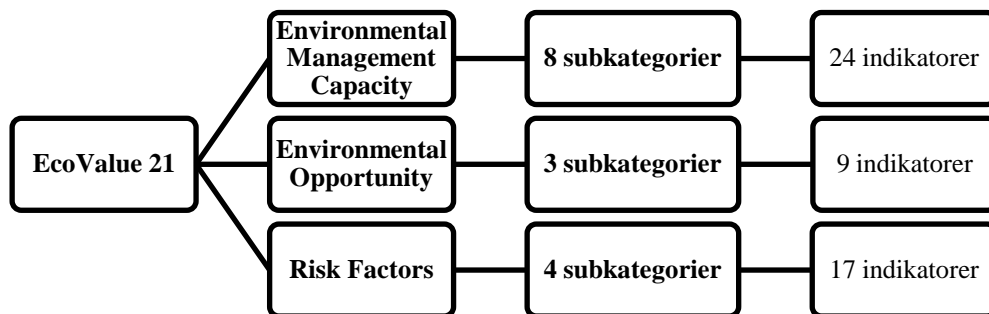 EcoValue 21
Environmental
Management
Capacity
8 subkategorier
24 indikatorer
Environmental
Opportunity
3 subkategorier
9 indikatorer
Risk Factors
4 subkategorier
17 indikatorer